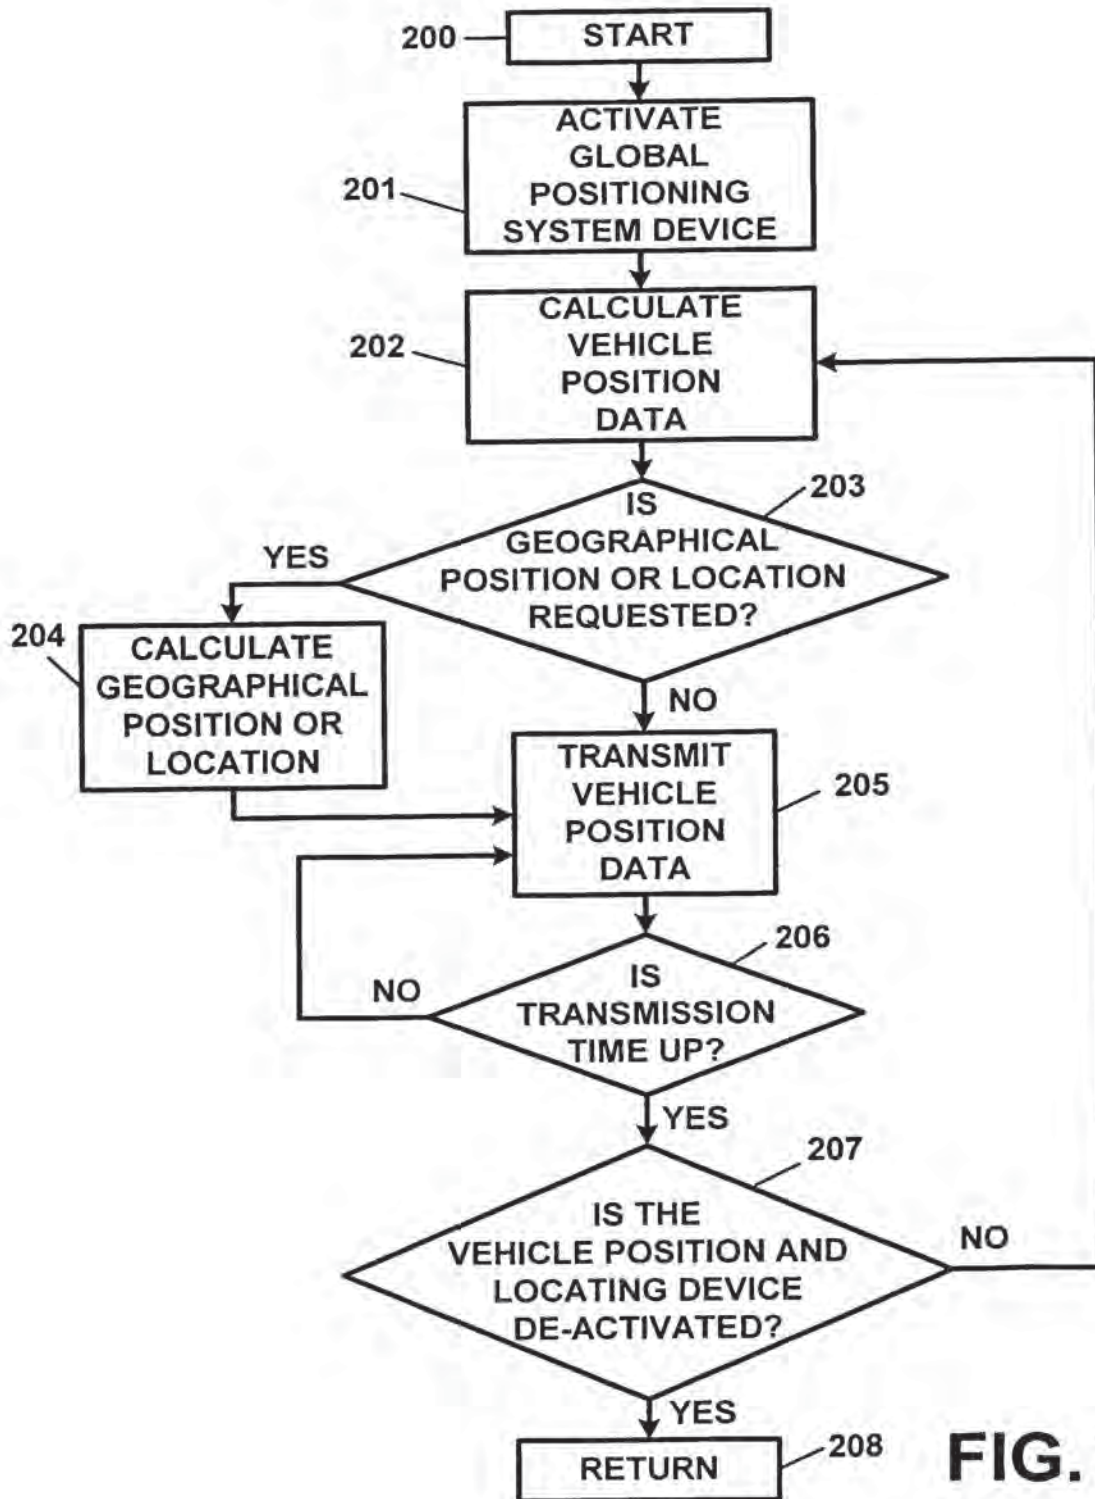 200
START
ACTIVATE
GLOBAL
POSITIONING
SYSTEM DEVICE
201
CALCULATE
VEHICLE
POSITION
DATA
202
203
IS
GEOGRAPHICAL
POSITION OR LOCATION
REQUESTED?
YES
204
CALCULATE
GEOGRAPHICAL
POSITION OR
LOCATION
NO
TRANSMIT
VEHICLE
POSITION
DATA
205
206
IS
TRANSMISSION
TIME UP?
NO
YES
207
IS THE
VEHICLE POSITION AND
LOCATING DEVICE
DE-ACTIVATED?
NO
YES
RETURN
208
FIG.